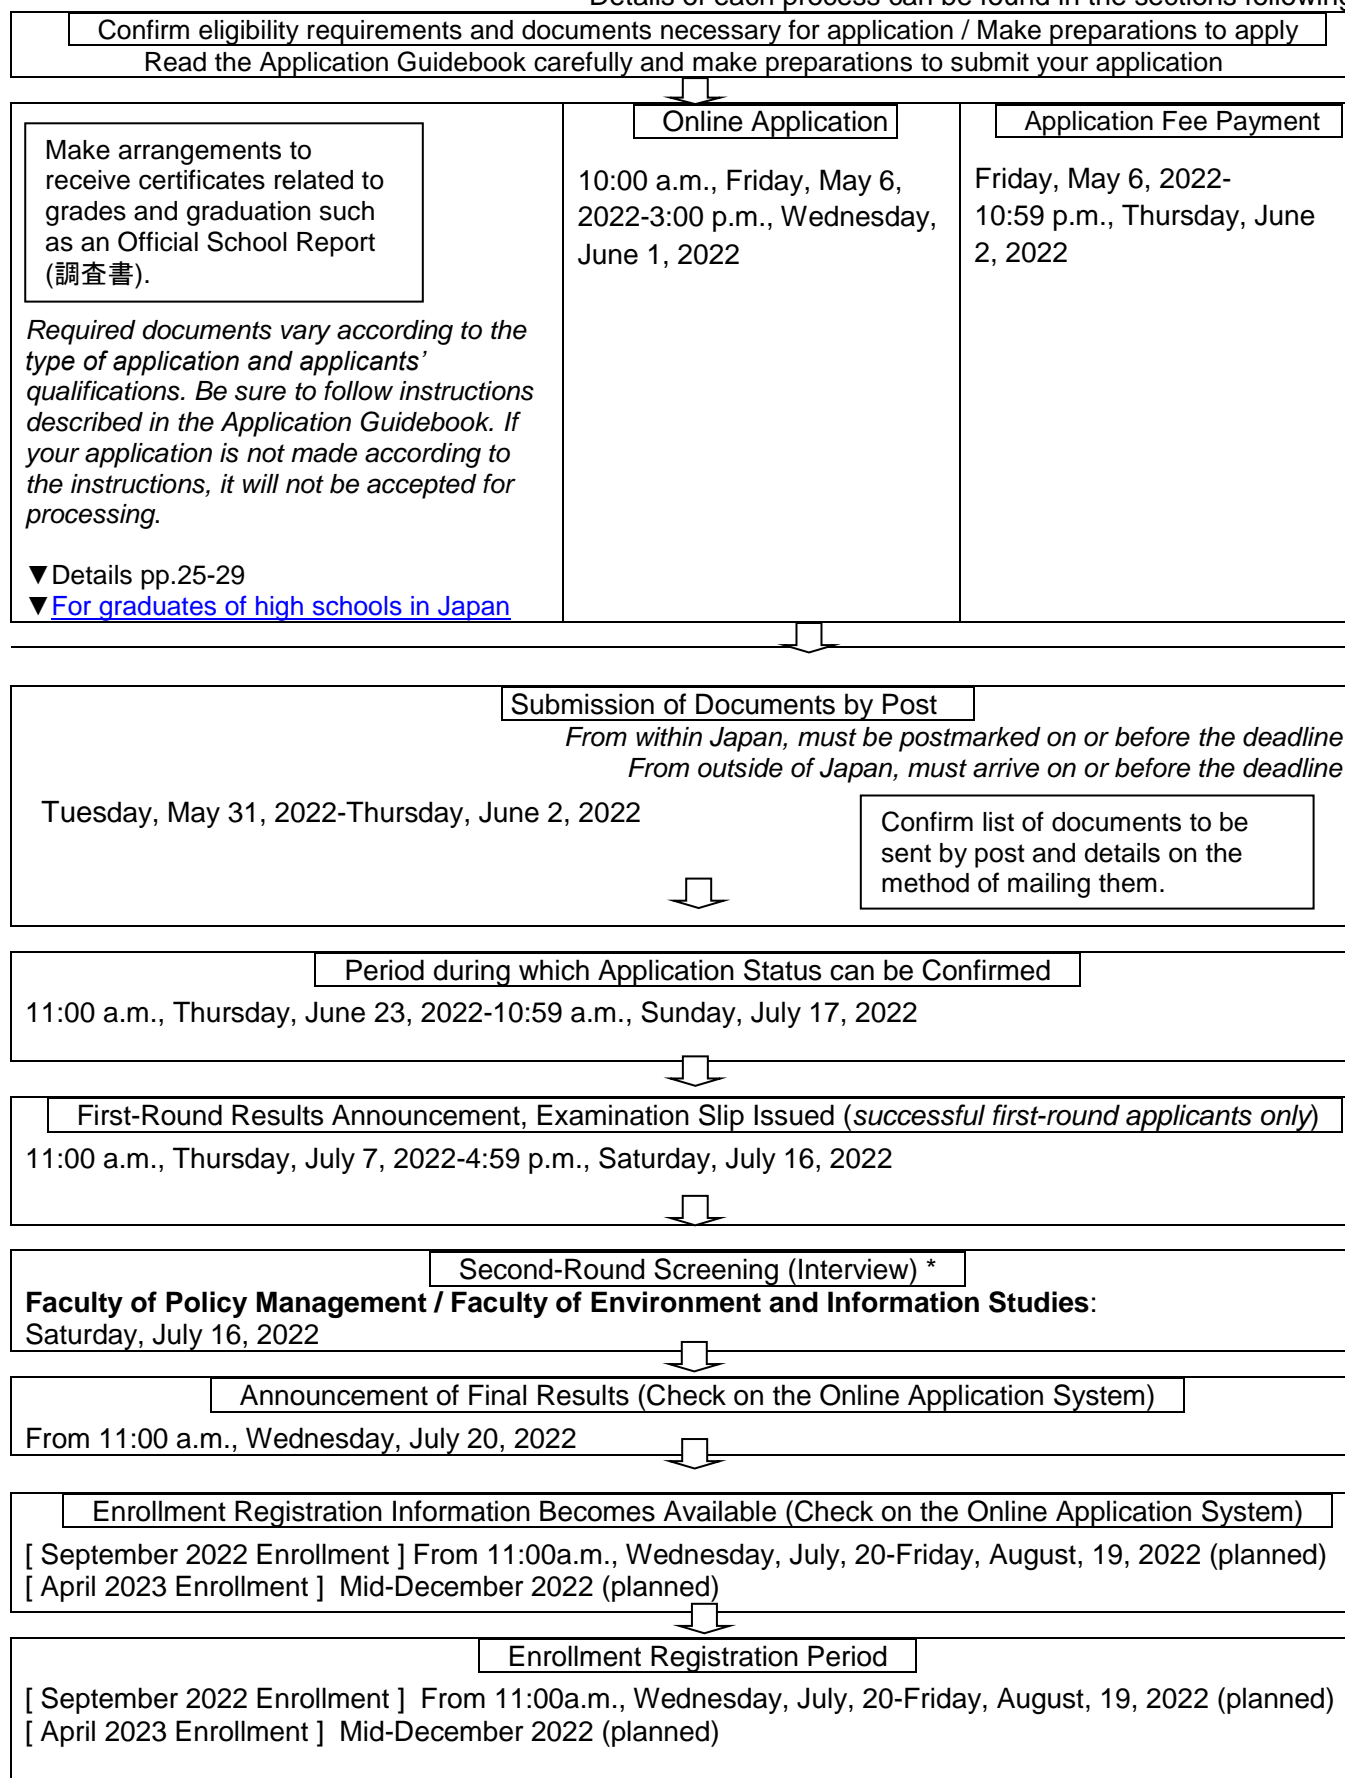 Details of each process can be found in the sections following
Confirm eligibility requirements and documents necessary for application / Make preparations to apply
Read the Application Guidebook carefully and make preparations to submit your application
Make arrangements to
receive certificates related to
grades and graduation such
as an Official School Report
(調査書).
Required documents vary according to the
type of application and applicants’
qualifications. Be sure to follow instructions
described in the Application Guidebook. If
your application is not made according to
the instructions, it will not be accepted for
processing.
▼Details pp.25-29
▼For graduates of high schools in Japan
Online Application
10:00 a.m., Friday, May 6,
2022-3:00 p.m., Wednesday,
June 1, 2022
Application Fee Payment
Friday, May 6, 2022-
10:59 p.m., Thursday, June
2, 2022
Submission of Documents by Post
From within Japan, must be postmarked on or before the deadline
From outside of Japan, must arrive on or before the deadline
Tuesday, May 31, 2022-Thursday, June 2, 2022
Confirm list of documents to be
sent by post and details on the
method of mailing them.
Period during which Application Status can be Confirmed
11:00 a.m., Thursday, June 23, 2022-10:59 a.m., Sunday, July 17, 2022
First-Round Results Announcement, Examination Slip Issued (successful first-round applicants only)
11:00 a.m., Thursday, July 7, 2022-4:59 p.m., Saturday, July 16, 2022
Second-Round Screening (Interview) *
Faculty of Policy Management / Faculty of Environment and Information Studies:
Saturday, July 16, 2022
Announcement of Final Results (Check on the Online Application System)
From 11:00 a.m., Wednesday, July 20, 2022
Enrollment Registration Information Becomes Available (Check on the Online Application System)
[ September 2022 Enrollment ] From 11:00a.m., Wednesday, July, 20-Friday, August, 19, 2022 (planned)
[ April 2023 Enrollment ] Mid-December 2022 (planned)
Enrollment Registration Period
[ September 2022 Enrollment ] From 11:00a.m., Wednesday, July, 20-Friday, August, 19, 2022 (planned)
[ April 2023 Enrollment ] Mid-December 2022 (planned)